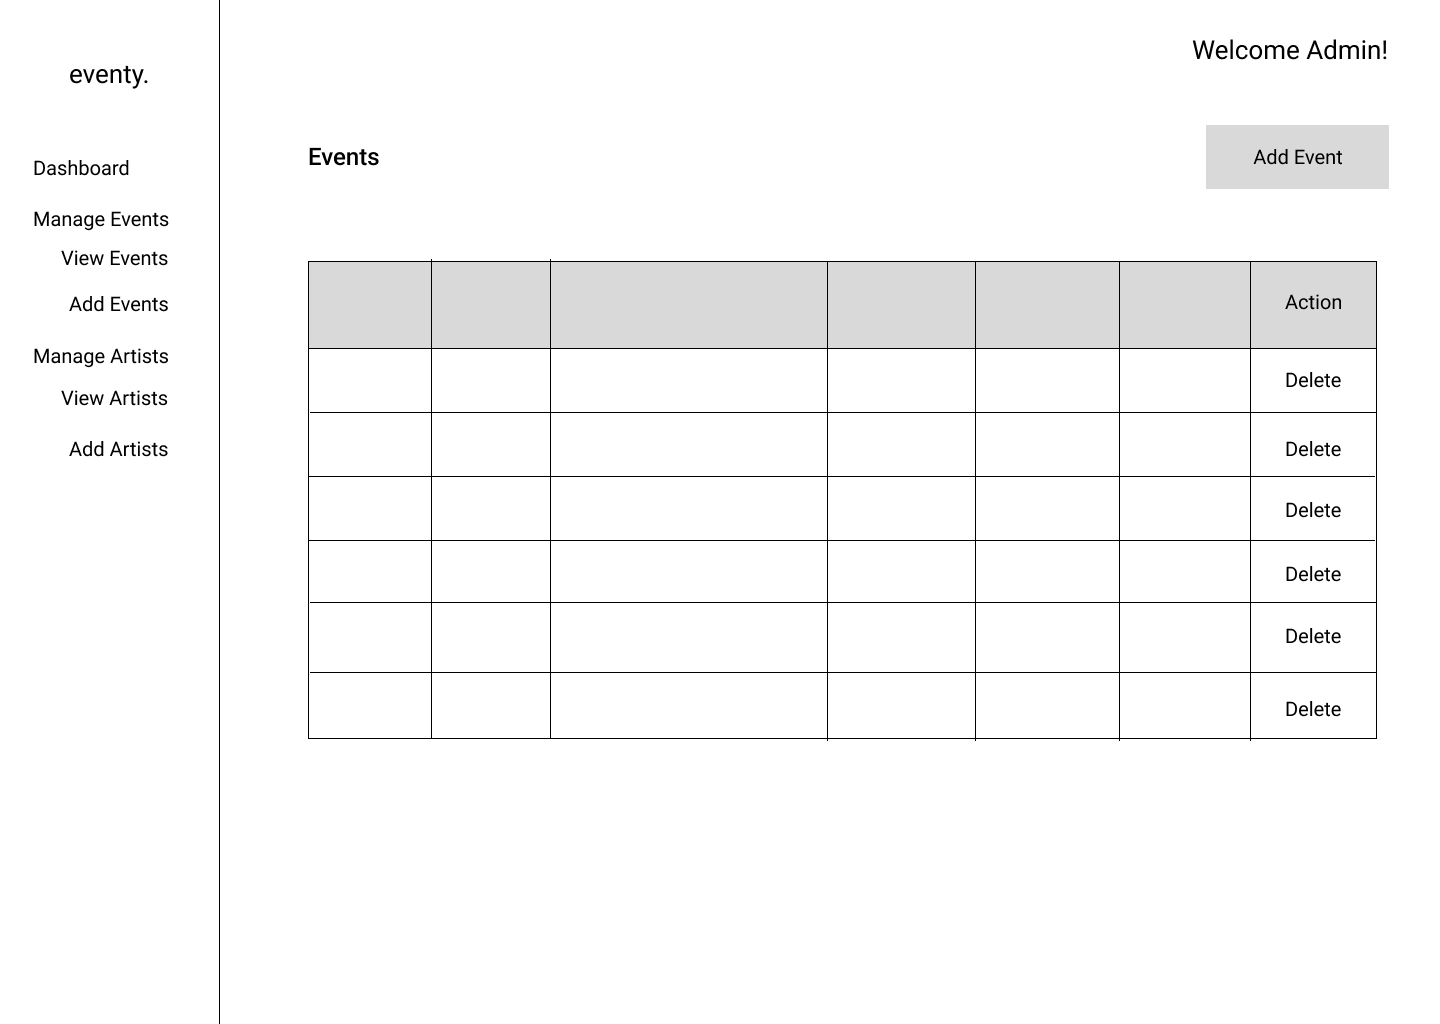 eventy.
Dashboard
Manage Events
View Events
Add Events
Manage Artists
View Artists
Add Artists
Welcome Admin!
Events
Add Event
Action
Delete
Delete
Delete
Delete
Delete
Delete